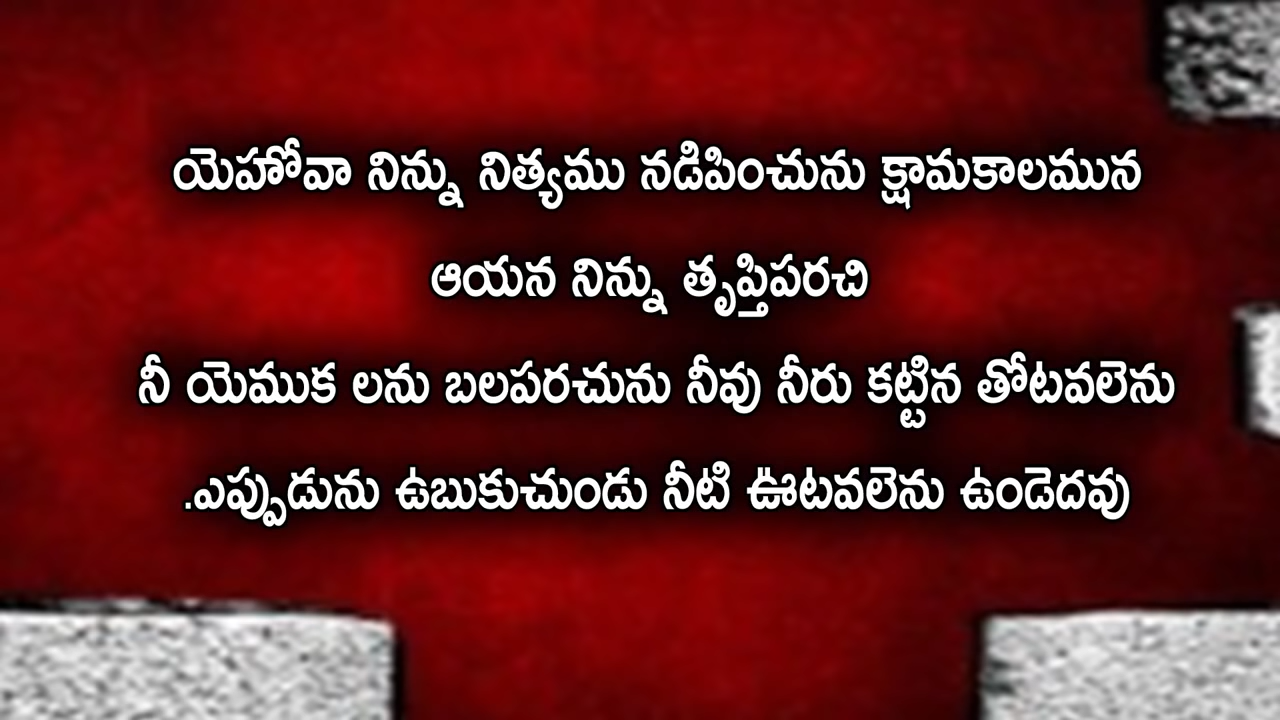 యెహోవా నిన్ను నిత్యము నడిపించును క్షామకాలమున
ఆయన నిన్ను తృప్తిపరచి
నీ యెముక లను బలపరచును నీవు నీరు కట్టిన తోటవలెను
.ఎప్పుడును ఉబుకుచుండు నీటి ఊటవలెను ఉండెదవు